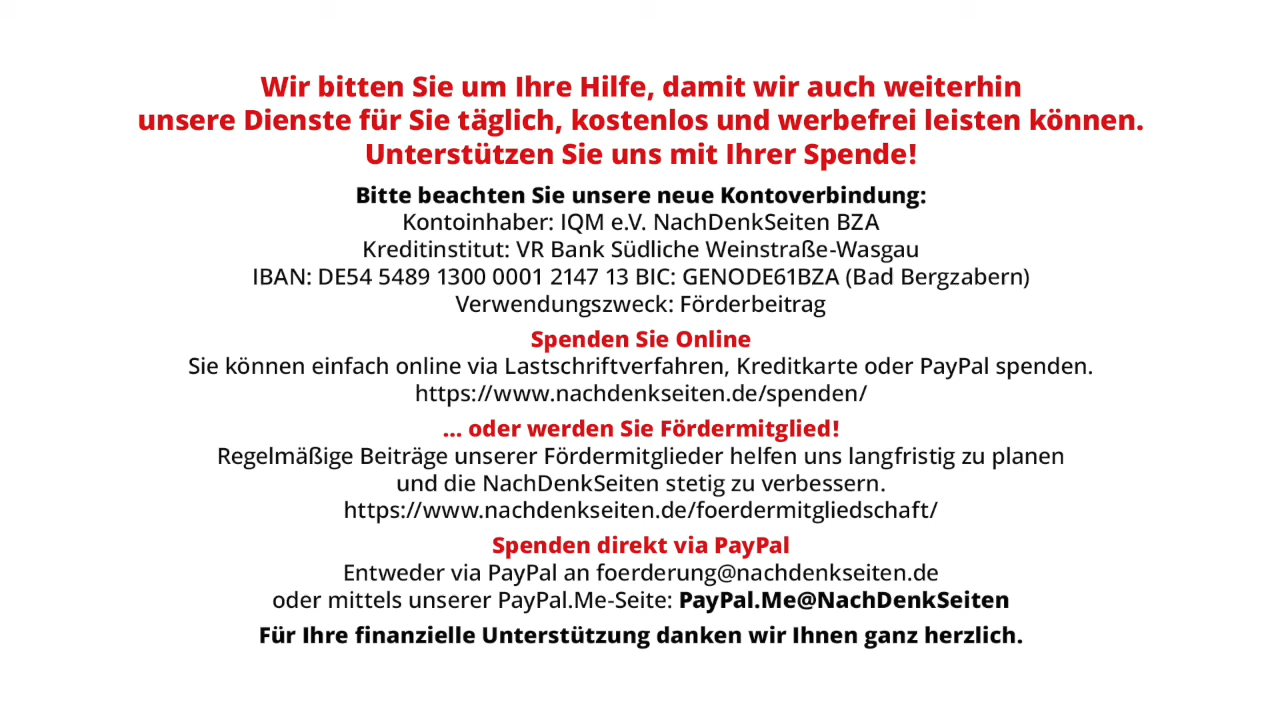 Wir bitten Sie um Ihre Hilfe, damit wir auch weiterhin
unsere Dienste für Sie täglich, kostenlos und werbefrei leisten können.
Unterstützen Sie uns mit Ihrer Spende!
Bitte beachten Sie unsere neue Kontoverbindung:
Kontoinhaber: IQM e.V. NachDenkSeiten BZA
Kreditinstitut: VR Bank Südliche Weinstraße-Wasgau
IBAN: DE54 5489 1300 0001 2147 13 BIC: GENODE61BZA (Bad Bergzabern)
Verwendungszweck: Förderbeitrag
Spenden Sie Online
Sie können einfach online via Lastschriftverfahren, Kreditkarte oder PayPal spenden.
https://www.nachdenkseiten.de/spenden/
... oder werden Sie Fördermitglied!
Regelmäßige Beiträge unserer Fördermitglieder helfen uns langfristig zu planen
und die NachDenkSeiten stetig zu verbessern.
https://www.nachdenkseiten.de/foerdermitgliedschaft/
Spenden direkt via PayPal
Entweder via PayPal an foerderung@nachdenkseiten.de
oder mittels unserer PayPal.Me-Seite: PayPal.Me@NachDenkSeiten
Für Ihre finanzielle Unterstützung danken wir Ihnen ganz herzlich.